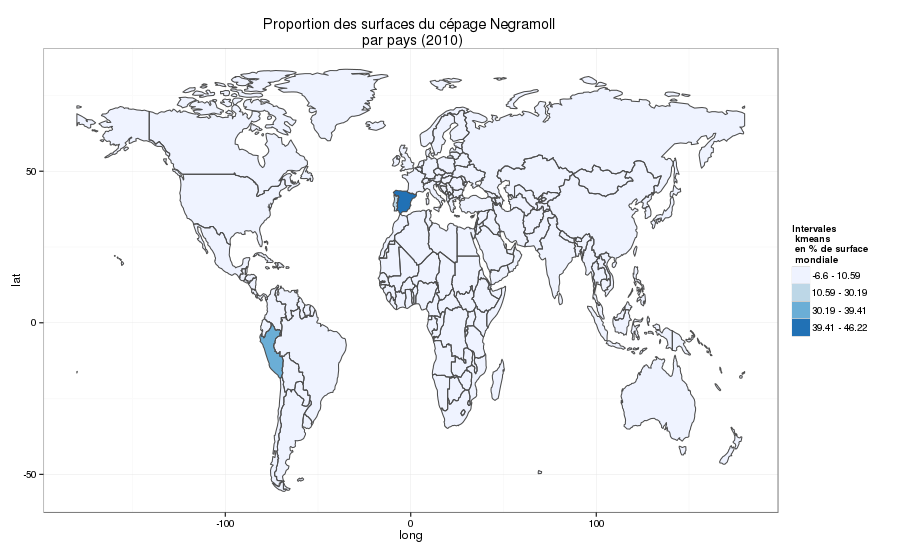 Proportion des surfaces du cépage Negramoll
par pays (2010)
50
0
-50
lat
-100
0
100
long
Intervales
kmeans
en % de surface
mondiale
-6.6 - 10.59
10.59 - 30.19
30.19 - 39.41
39.41 - 46.22